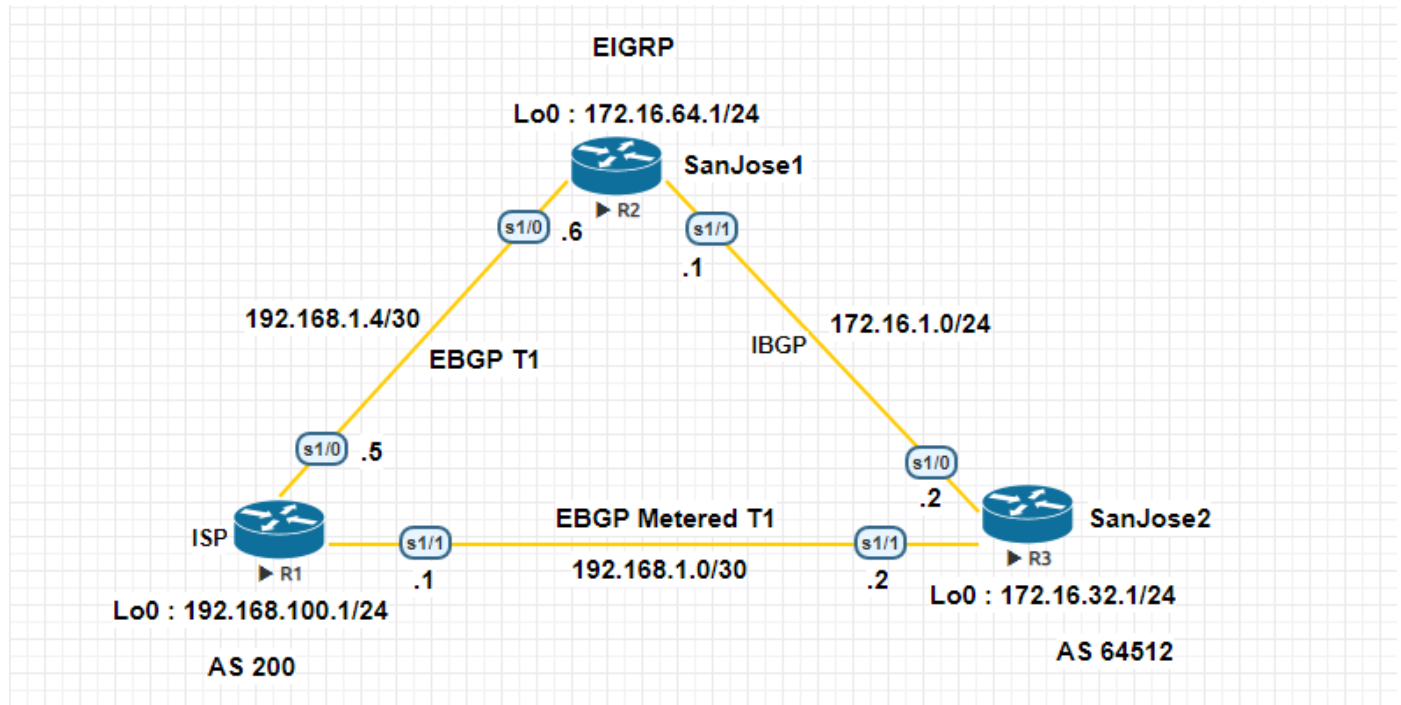 EIGRP
Lo0 : 172.16.64.1/24
SanJose1
R2
s1/0
.6
s1/1
.1
192.168.1.4/30
172.16.1.0/24
IBGP
EBGP T1
s1/0
.5
s1/0
.2
ISP
R1
s1/1
.1
EBGP Metered T1
192.168.1.0/30
s1/1
.2
SanJose2
R3
Lo0 : 192.168.100.1/24
Lo0 : 172.16.32.1/24
AS 200
AS 64512